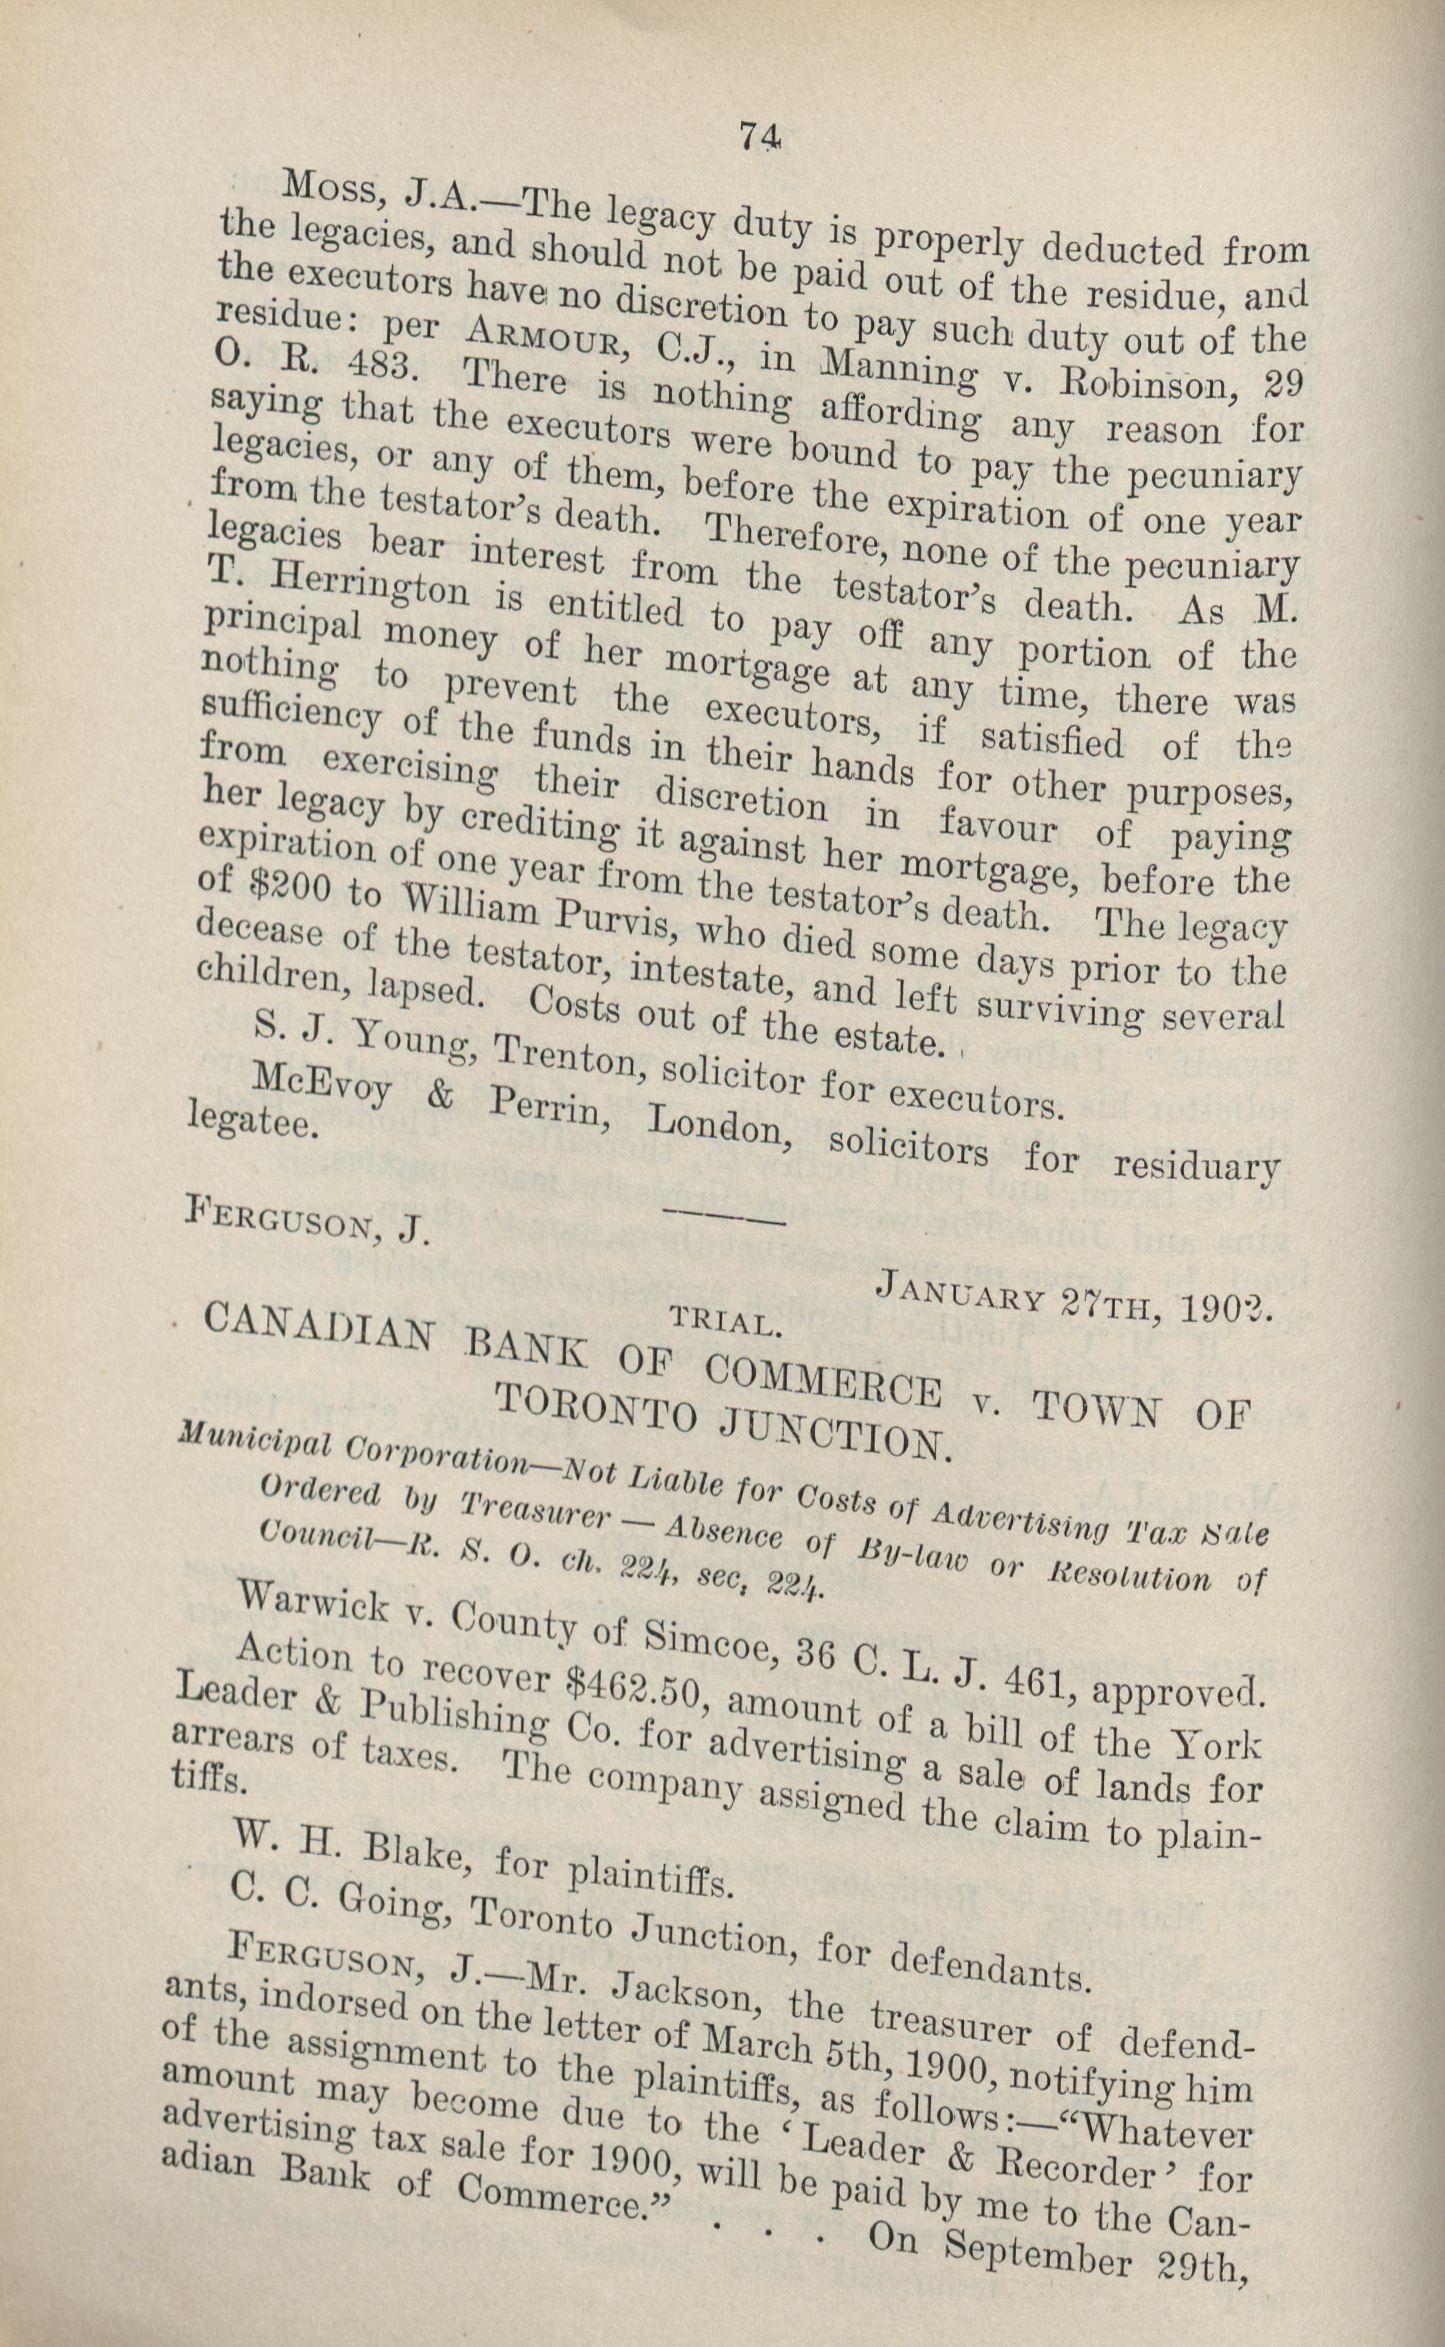 74
Moss, J.A.—The legacy duty is properly deducted from
the legacies, and should not be paid out of the residue, and
the executors have no discretion to pay such duty out of the
residue: per ARMOUR, C.J., in Manning v. Robinson, 29
O. R. 483. There is nothing affording any reason for
saying that the executors were bound to pay the pecuniary
legacies, or any of them, before the expiration of one year
from the testator's death. Therefore, none of the pecuniary
legacies bear interest from the testator's death. As M.
T. Herrington is entitled to pay off any portion of the
principal money of her mortgage at any time, there was
nothing to prevent the executors, if satisfied of the
sufficiency of the funds in their hands for other purposes,
from exercising their discretion in favour of paying
her legacy by crediting it against her mortgage, before the
expiration of one year from the testator's death. The legacy
of $200 to William Purvis, who died some days prior to the
decease of the testator, intestate, and left surviving several
children, lapsed. Costs out of the estate.
S. J. Young, Trenton, solicitor for executors.
McEvoy & Perrin, London, solicitors for residuary
legatee.
FERGUSON, J.
JANUARY 27TH, 1902.
TRIAL.
CANADIAN BANK OF COMMERCE v. TOWN OF
TORONTO JUNCTION.
Municipal Corporation—Not Liable for Costs of Advertising Tax Sale
Ordered by Treasurer — Absence of By-law or Resolution of
Council—R. S. O. ch. 224, sec, 224.
Warwick v. County of Simcoe, 36 C. L. J. 461, approved.
Action to recover $462.50, amount of a bill of the York
Leader & Publishing Co. for advertising a sale of lands for
arrears of taxes. The company assigned the claim to plain-
tiffs.
W. H. Blake, for plaintiffs.
C. C. Going, Toronto Junction, for defendants.
FERGUSON, J.—Mr. Jackson, the treasurer of defend-
ants, indorsed on the letter of March 5th, 1900, notifying him
of the assignment to the plaintiffs, as follows:—"Whatever
amount may become due to the 'Leader & Recorder' for
advertising tax sale for 1900, will be paid by me to the Can-
adian Bank of Commerce." . . . On September 29th,